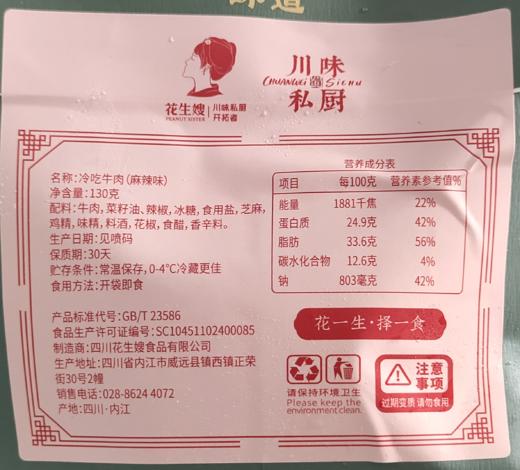 味道
川味
CHUANWEI SiCHU
私厨
花生嫂
PEANUT SISTER
川味私厨
开拓者
名称:冷吃牛肉(麻辣味)
净含量:130克
配料:牛肉,菜籽油、辣椒,冰糖,食用盐,芝麻,
鸡精,味精,料酒,花椒,食醋,香辛料。
生产日期:见喷码
保质期:30天
贮存条件:常温保存,0-4℃冷藏更佳
食用方法:开袋即食
营养成分表
项目 每100克 营养素参考值%
能量 1881千焦 22%
蛋白质 24.9克 42%
脂肪 33.6克 56%
碳水化合物 12.6克 4%
钠 803毫克 42%
产品标准代号:GB/T 23586
食品生产许可证编号:SC10451102400085
制造商:四川花生嫂食品有限公司
生产地址:四川省内江市威远县镇西镇正荣
街30号2幢
销售电话:028-8624 4072
产地:四川·内江
花一生·择一食
请保持环境卫生
Please keep the
environment clean.
注意
事项
过期变质 请勿食用